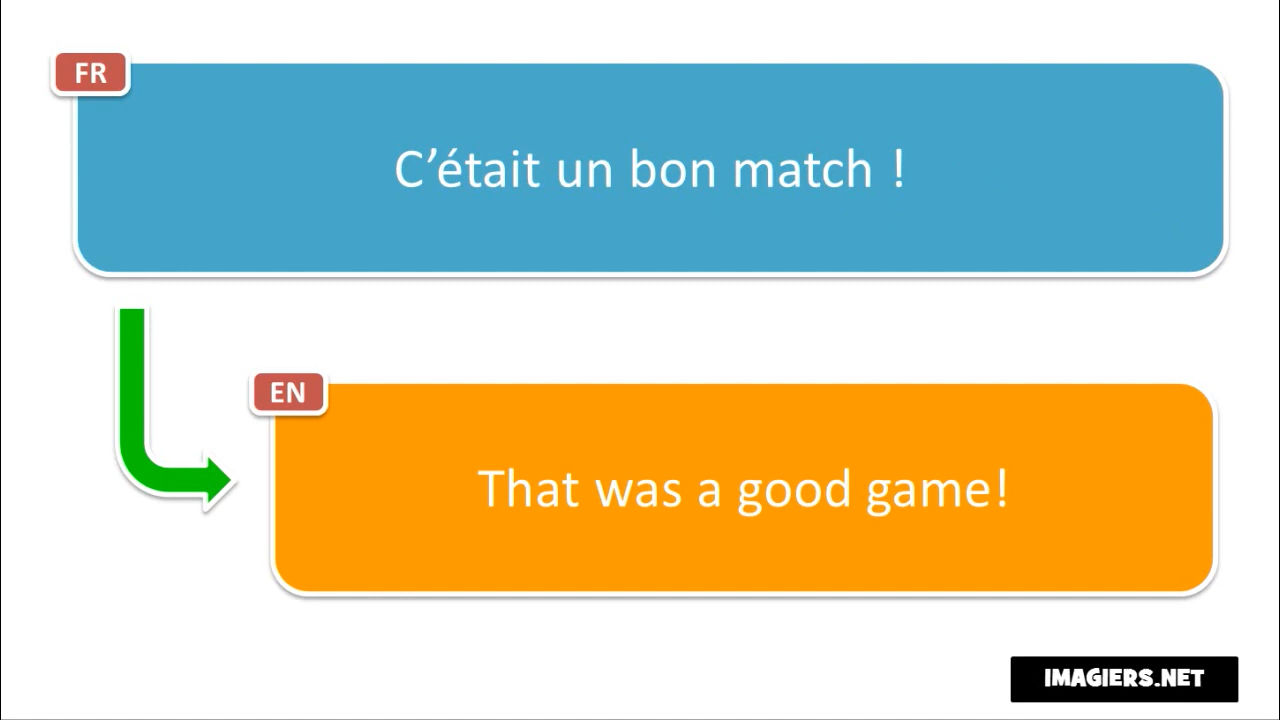 FR
C’était un bon match !
EN
That was a good game!
IMAGIERS.NET